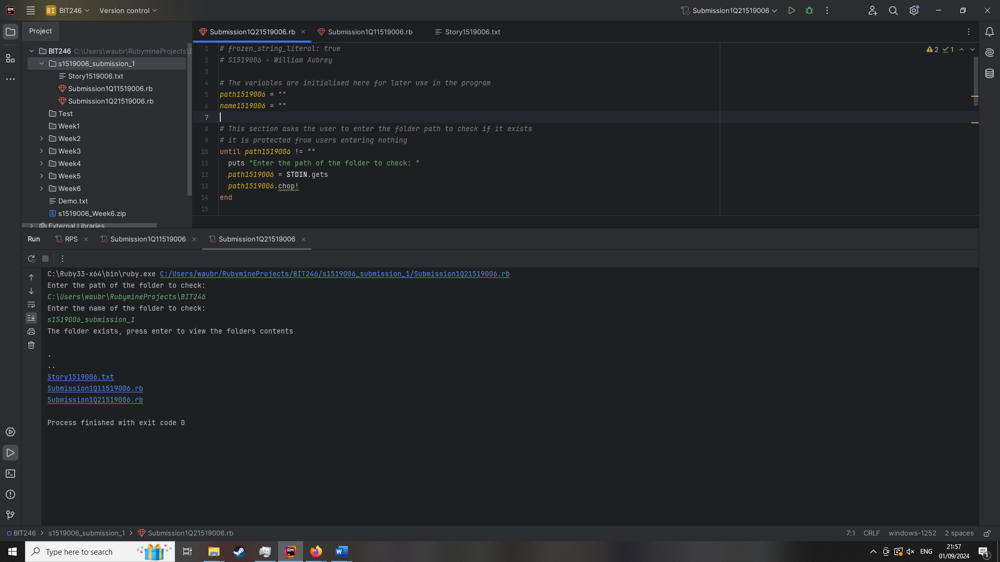 RM
BI BIT246
Version control
Submission1Q21519006
Project
BIT246 C:\Users\waubr\RubymineProjects\
s1519006_submission_1
Story1519006.txt
Submission1Q11519006.rb
Submission1Q21519006.rb
Test
Week1
Week2
Week3
Week4
Week5
Week6
Demo.txt
s1519006_Week6.zip
External Libraries
Submission1Q21519006.rb
Submission1Q11519006.rb
Story1519006.txt
2
1
1 # frozen_string_literal: true
2 # S1519006 - William Aubrey
3
4 # The variables are initialised here for later use in the program
5 path1519006 = ""
6 name1519006 = ""
7
8 # This section asks the user to enter the folder path to check if it exists
9 # it is protected from users entering nothing
10 until path1519006 != ""
11 puts "Enter the path of the folder to check: "
12 path1519006 = STDIN.gets
13 path1519006.chop!
14 end
15
Run
RPS
Submission1Q11519006
Submission1Q21519006
C:\Ruby33-x64\bin\ruby.exe C:/Users/waubr/RubymineProjects/BIT246/s1519006_submission_1/Submission1Q21519006.rb
Enter the path of the folder to check:
C:\Users\waubr\RubymineProjects\BIT246
Enter the name of the folder to check:
s1519006_submission_1
The folder exists, press enter to view the folders contents
.
..
Story1519006.txt
Submission1Q11519006.rb
Submission1Q21519006.rb
Process finished with exit code 0
BIT246 > s1519006_submission_1 > Submission1Q21519006.rb
7:1 CRLF windows-1252 2 spaces
Type here to search
RM
W
ENG
21:57
01/09/2024
1